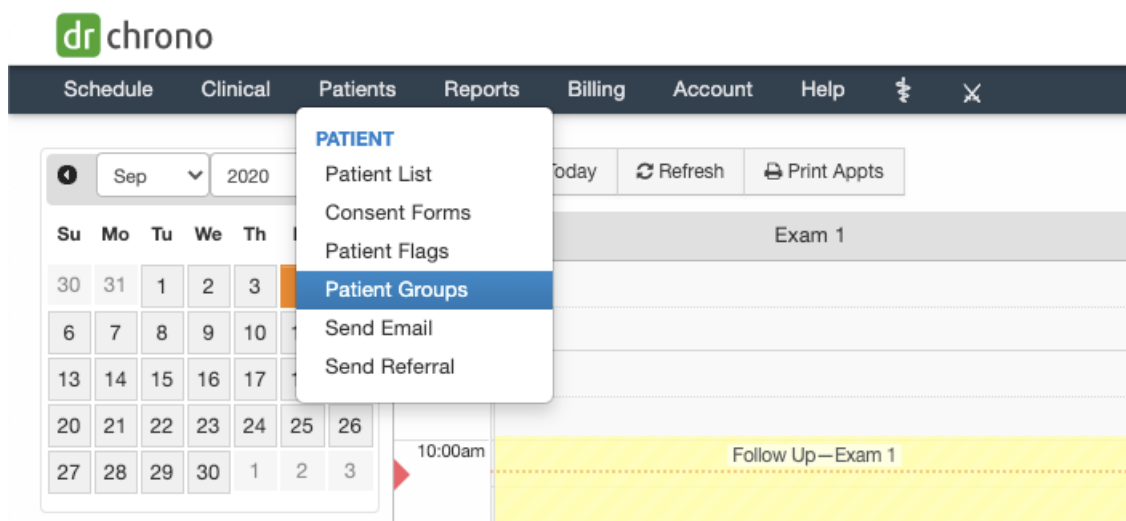 dr chrono
Schedule Clinical Patients Reports Billing Account Help
PATIENT
Patient List
Consent Forms
Patient Flags
Patient Groups
Send Email
Send Referral
Sep 2020
Refresh Print Appts
Su Mo Tu We Th
30 31 1 2 3
6 7 8 9 10
13 14 15 16 17
20 21 22 23 24 25 26
27 28 29 30 1 2 3
Exam 1
10:00am
Follow Up—Exam 1